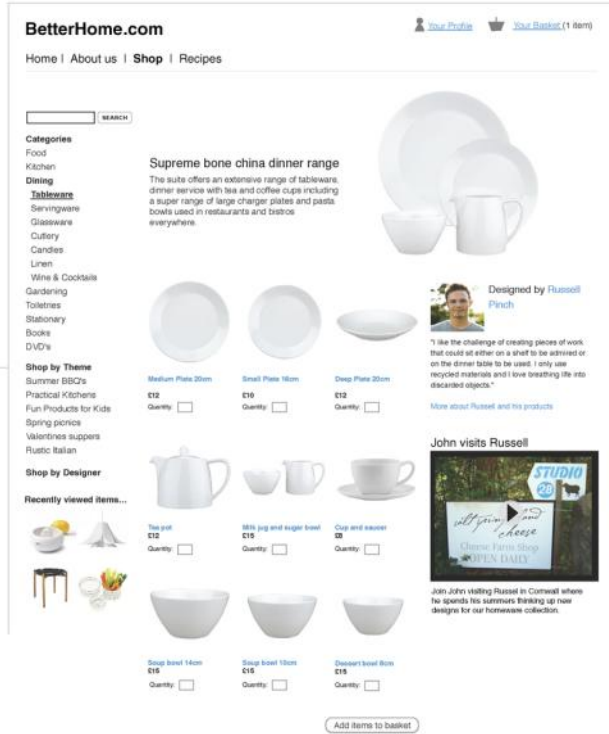 BetterHome.com
Your Profile
Your Basket (1 item)
Home | About us | Shop | Recipes
SEARCH
Categories
Food
Kitchen
Dining
Tableware
Servingware
Glassware
Cutlery
Candles
Linen
Wine & Cocktails
Gardening
Toiletries
Stationary
Books
DVD's
Shop by Theme
Summer BBQ's
Practical Kitchens
Fun Products for Kids
Spring picnics
Valentines suppers
Rustic Italian
Shop by Designer
Recently viewed items...
Supreme bone china dinner range
The suite offers an extensive range of tableware,
dinner service with tea and coffee cups including
a super range of large charger plates and pasta
bowls used in restaurants and bistros
everywhere.
Medium Plate 20cm
£12
Quantity:
Small Plate 16cm
£10
Quantity:
Deep Plate 20cm
£12
Quantity:
Tea pot
£12
Quantity:
Milk jug and suger bowl
£15
Quantity:
Cup and saucer
£8
Quantity:
Soup bowl 14cm
£15
Quantity:
Soup bowl 10cm
£15
Quantity:
Dessert bowl 8cm
£15
Quantity:
Add items to basket
Designed by Russell
Pinch
"I like the challenge of creating pieces of work
that could sit either on a shelf to be admired or
on the dinner table to be used. I only use
recycled materials and I love breathing life into
discarded objects."
More about Russell and his products
John visits Russell
STUDIO
28
and
cheese
Cheese Farm Shop
OPEN DAILY
Join John visiting Russel in Cornwall where
he spends his summers thinking up new
designs for our homeware collection.